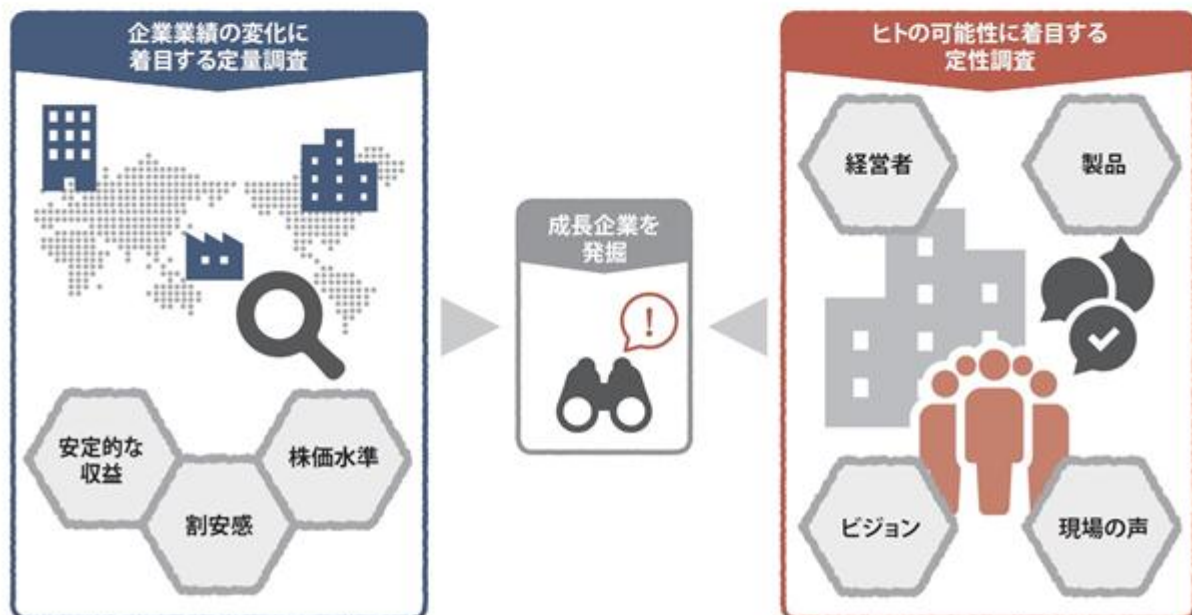 企業業績の変化に
着目する定量調査
安定的な
収益
割安感
株価水準
成長企業を
発掘
!
ヒトの可能性に着目する
定性調査
経営者
製品
ビジョン
現場の声